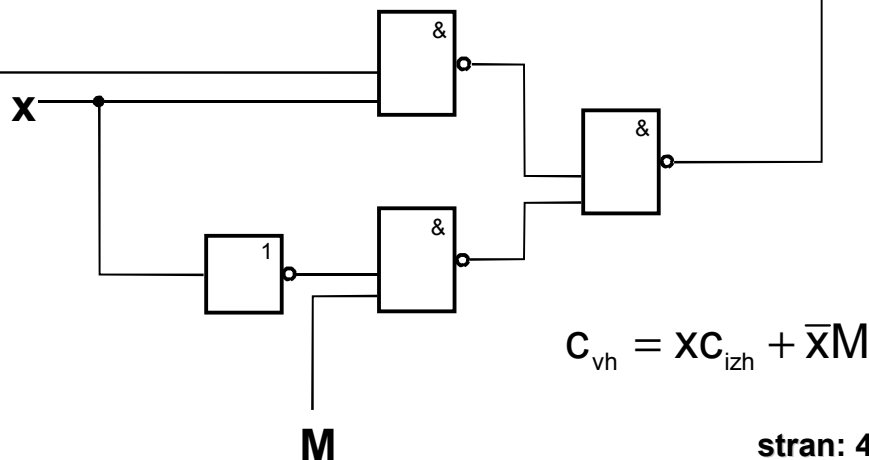 &
x
&
1
&
M
c_vh = xc_izh + x̅M
stran: 4